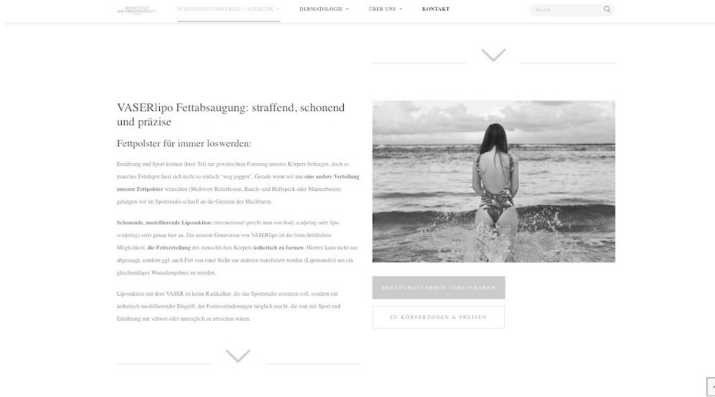 SCHÖNHEITSCHIRURGIE - ÄSTHETIK
DERMATOLOGIE
ÜBER UNS
KONTAKT
Search
VASERlipo Fettabsaugung: straffend, schonend
und präzise
Fettpolster für immer loswerden:
Ernährung und Sport können ihren Teil zur gewünschten Formung unseres Körpers beitragen, doch so
manches Fettdepot lässt sich nicht so einfach "weg joggen". Gerade wenn wir uns eine andere Verteilung
unserer Fettpolster wünschen (Stichwort Reiterhosen, Bauch- und Hüftspeck oder Männerbusen)
gelangen wir im Sportstudio schnell an die Grenzen des Machbaren.
Schonende, modellierende Liposuktion (international spricht man von body sculpting oder lipo
sculpting) setzt genau hier an. Die neueste Generation von VASERlipo ist die fortschrittlichste
Möglichkeit, die Fettverteilung des menschlichen Körpers ästhetisch zu formen. Hierbei kann nicht nur
abgesaugt, sondern ggf. auch Fett von einer Stelle zur anderen transferiert werden (Lipotransfer) um ein
gleichmäßiges Wunschergebnis zu erzielen.
Liposuktion mit dem VASER ist keine Radikalkur, die das Sportstudio ersetzen soll, sondern ein
ästhetisch-modellierender Eingriff, der Formveränderungen möglich macht, die rein mit Sport und
Ernährung nur schwer oder unmöglich zu erreichen wären.
BERATUNGSTERMIN VEREINBAREN
ZU KÖRPERZONEN & PREISEN